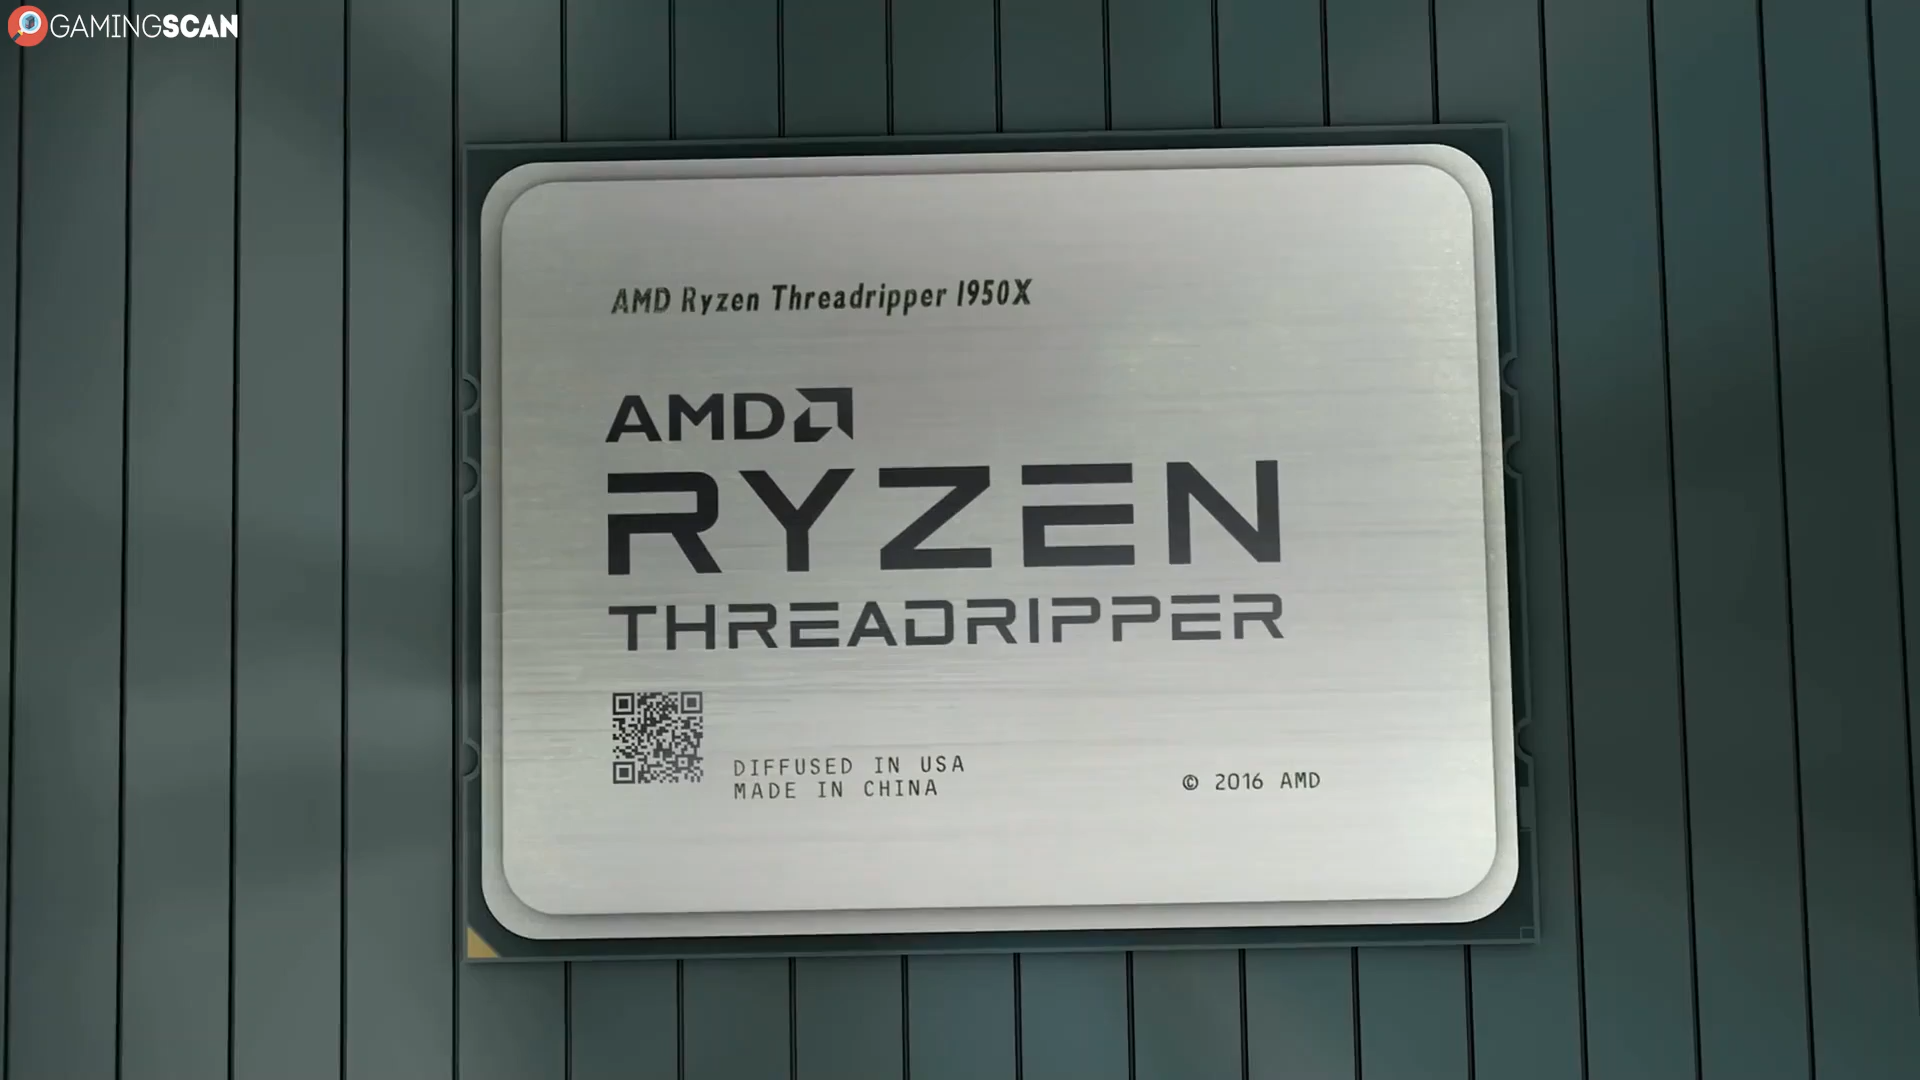 GAMINGSCAN
AMD Ryzen Threadripper 1950X
AMD
RYZEN
THREADRIPPER
DIFFUSED IN USA
MADE IN CHINA
© 2016 AMD